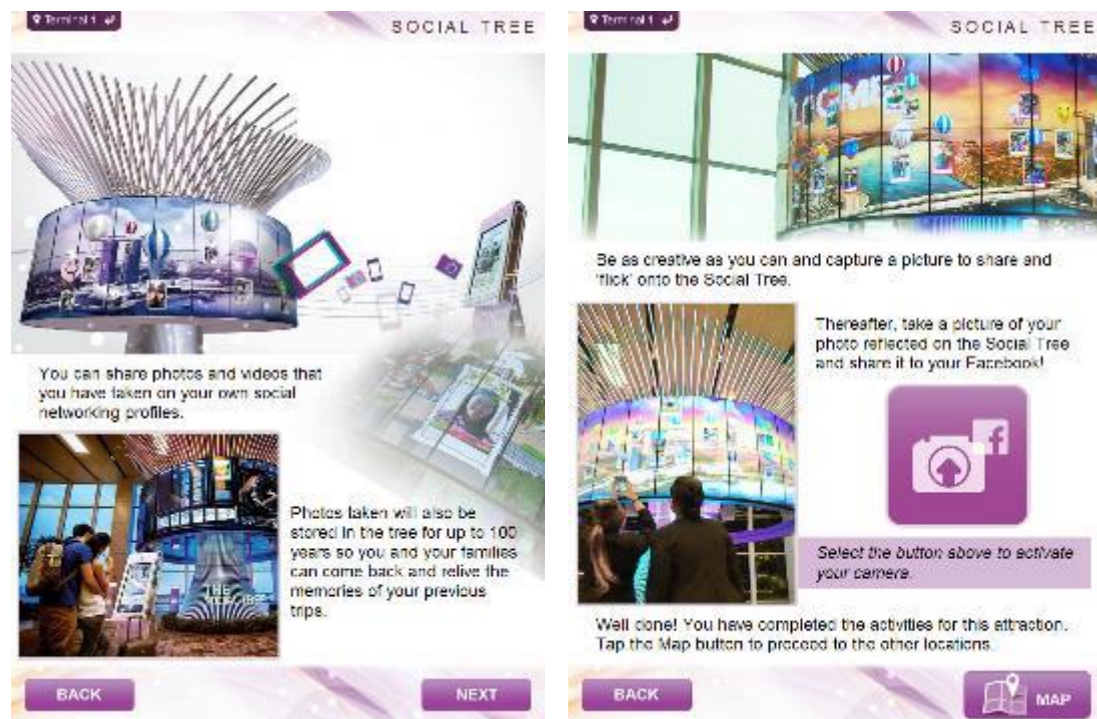 Terminal 1
SOCIAL TREE
You can share photos and videos that
you have taken on your own social
networking profiles.
THE
Photos taken will also be
stored in the tree for up to 100
years so you and your families
can come back and relive the
memories of your previous
trips.
BACK
NEXT
Terminal 1
SOCIAL TREE
Be as creative as you can and capture a picture to share and
'flick' onto the Social Tree.
Thereafter, take a picture of your
photo reflected on the Social Tree
and share it to your Facebook!
f
Select the button above to activate
your camera.
Well done! You have completed the activities for this attraction.
Tap the Map button to proceed to the other locations.
BACK
MAP